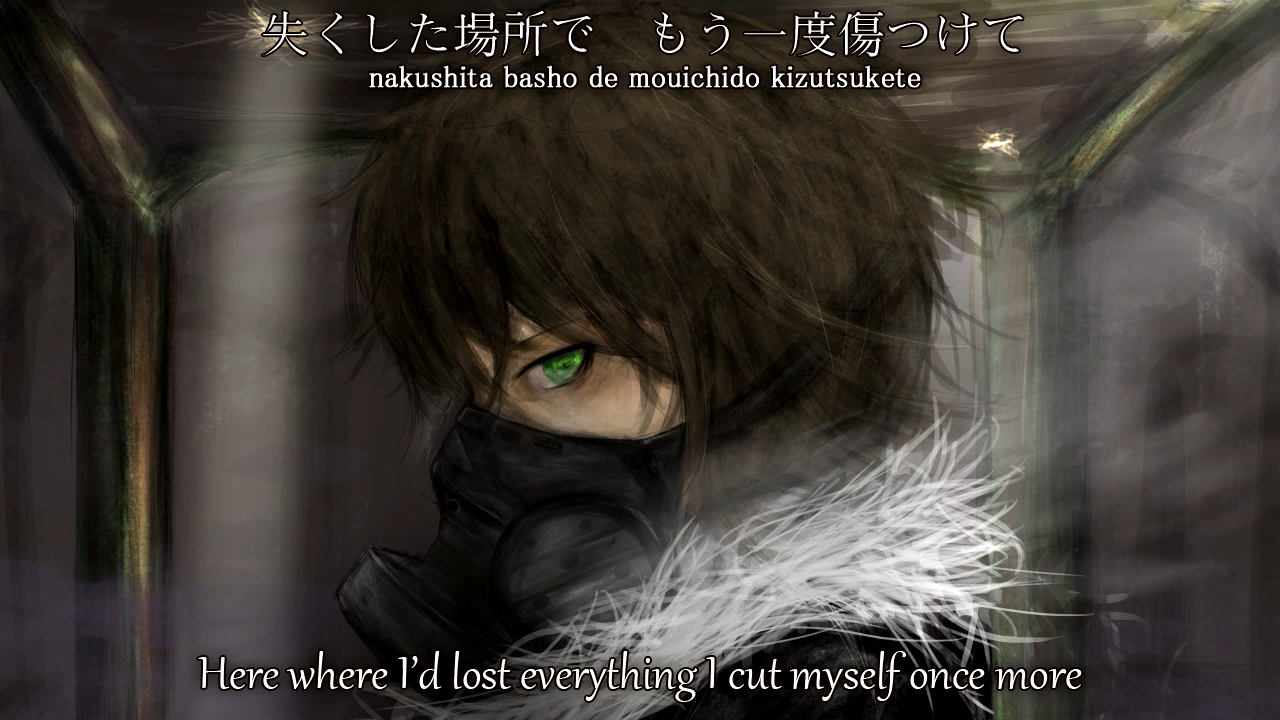 失くした場所で　もう一度傷つけて
nakushita basho de mouichido kizutsukete
Here where I'd lost everything I cut myself once more